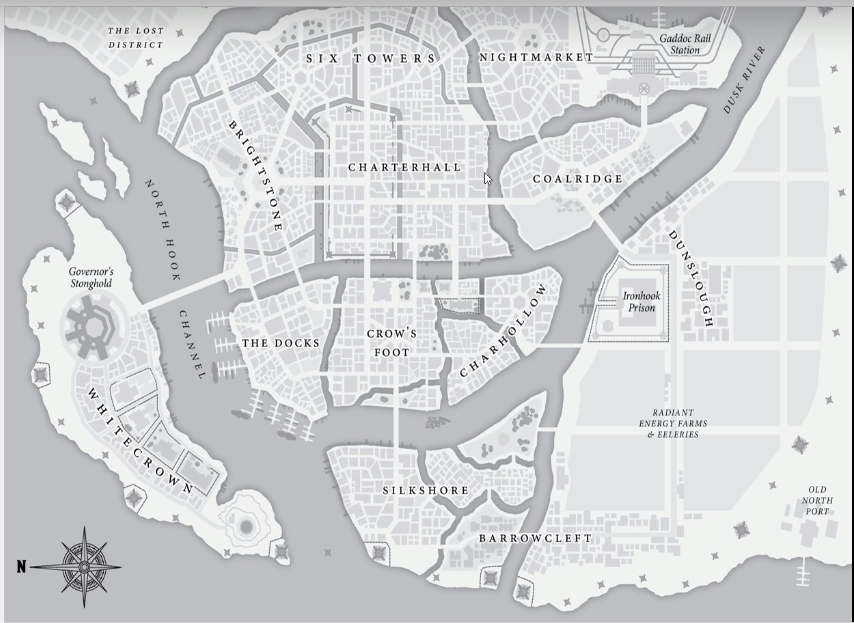 THE LOST
DISTRICT
SIX TOWERS
NIGHTMARKET
Gaddoc Rail
Station
DUSK RIVER
BRIGHTSTONE
CHARTERHALL
COALRIDGE
NORTH HOOK CHANNEL
Governor's
Stonghold
DUNSLOUGH
Ironhook
Prison
THE DOCKS
CROW'S
FOOT
CHARHOLLOW
WHITECROWN
RADIANT
ENERGY FARMS
& EELERIES
SILKSHORE
OLD
NORTH
PORT
BARROWCLEFT
N